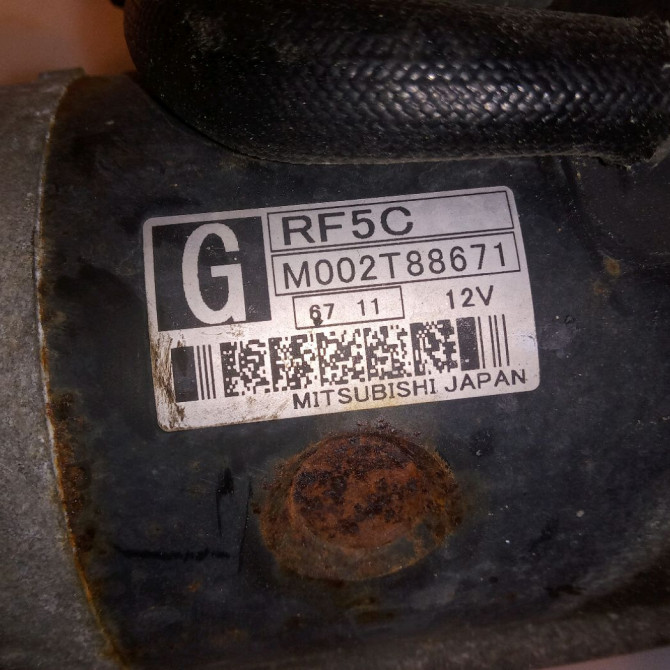 G
RF5C
M002T88671
67 11
12V
MITSUBISHI JAPAN